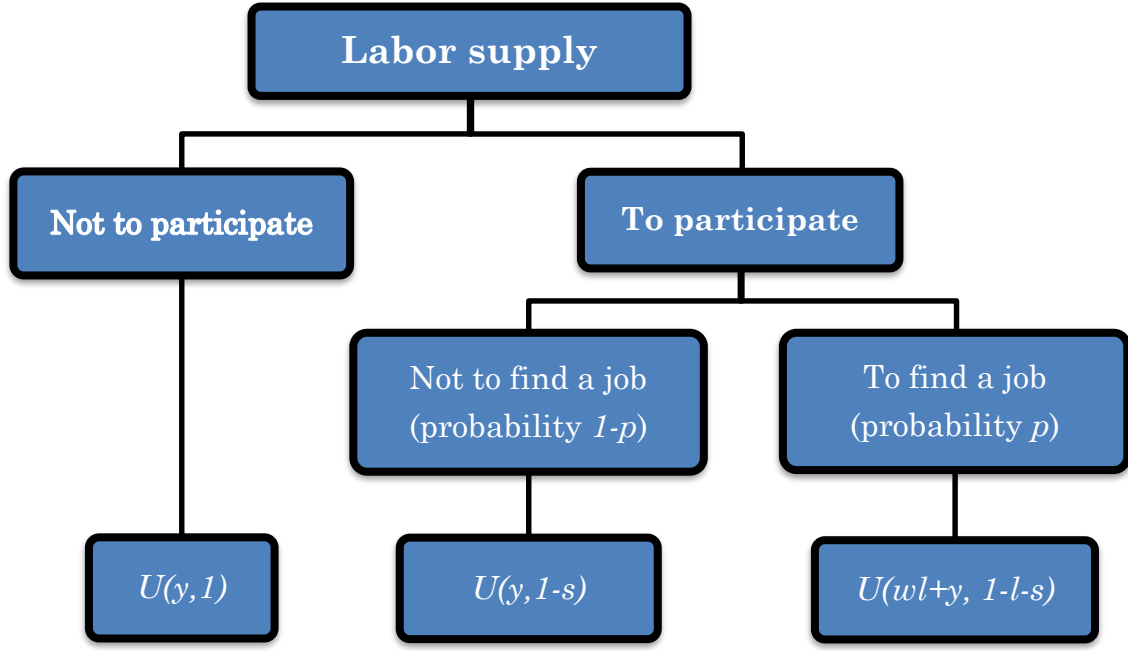 Labor supply
Not to participate
To participate
Not to find a job
(probability 1-p)
To find a job
(probability p)
U(y,1)
U(y,1-s)
U(wl+y, 1-l-s)